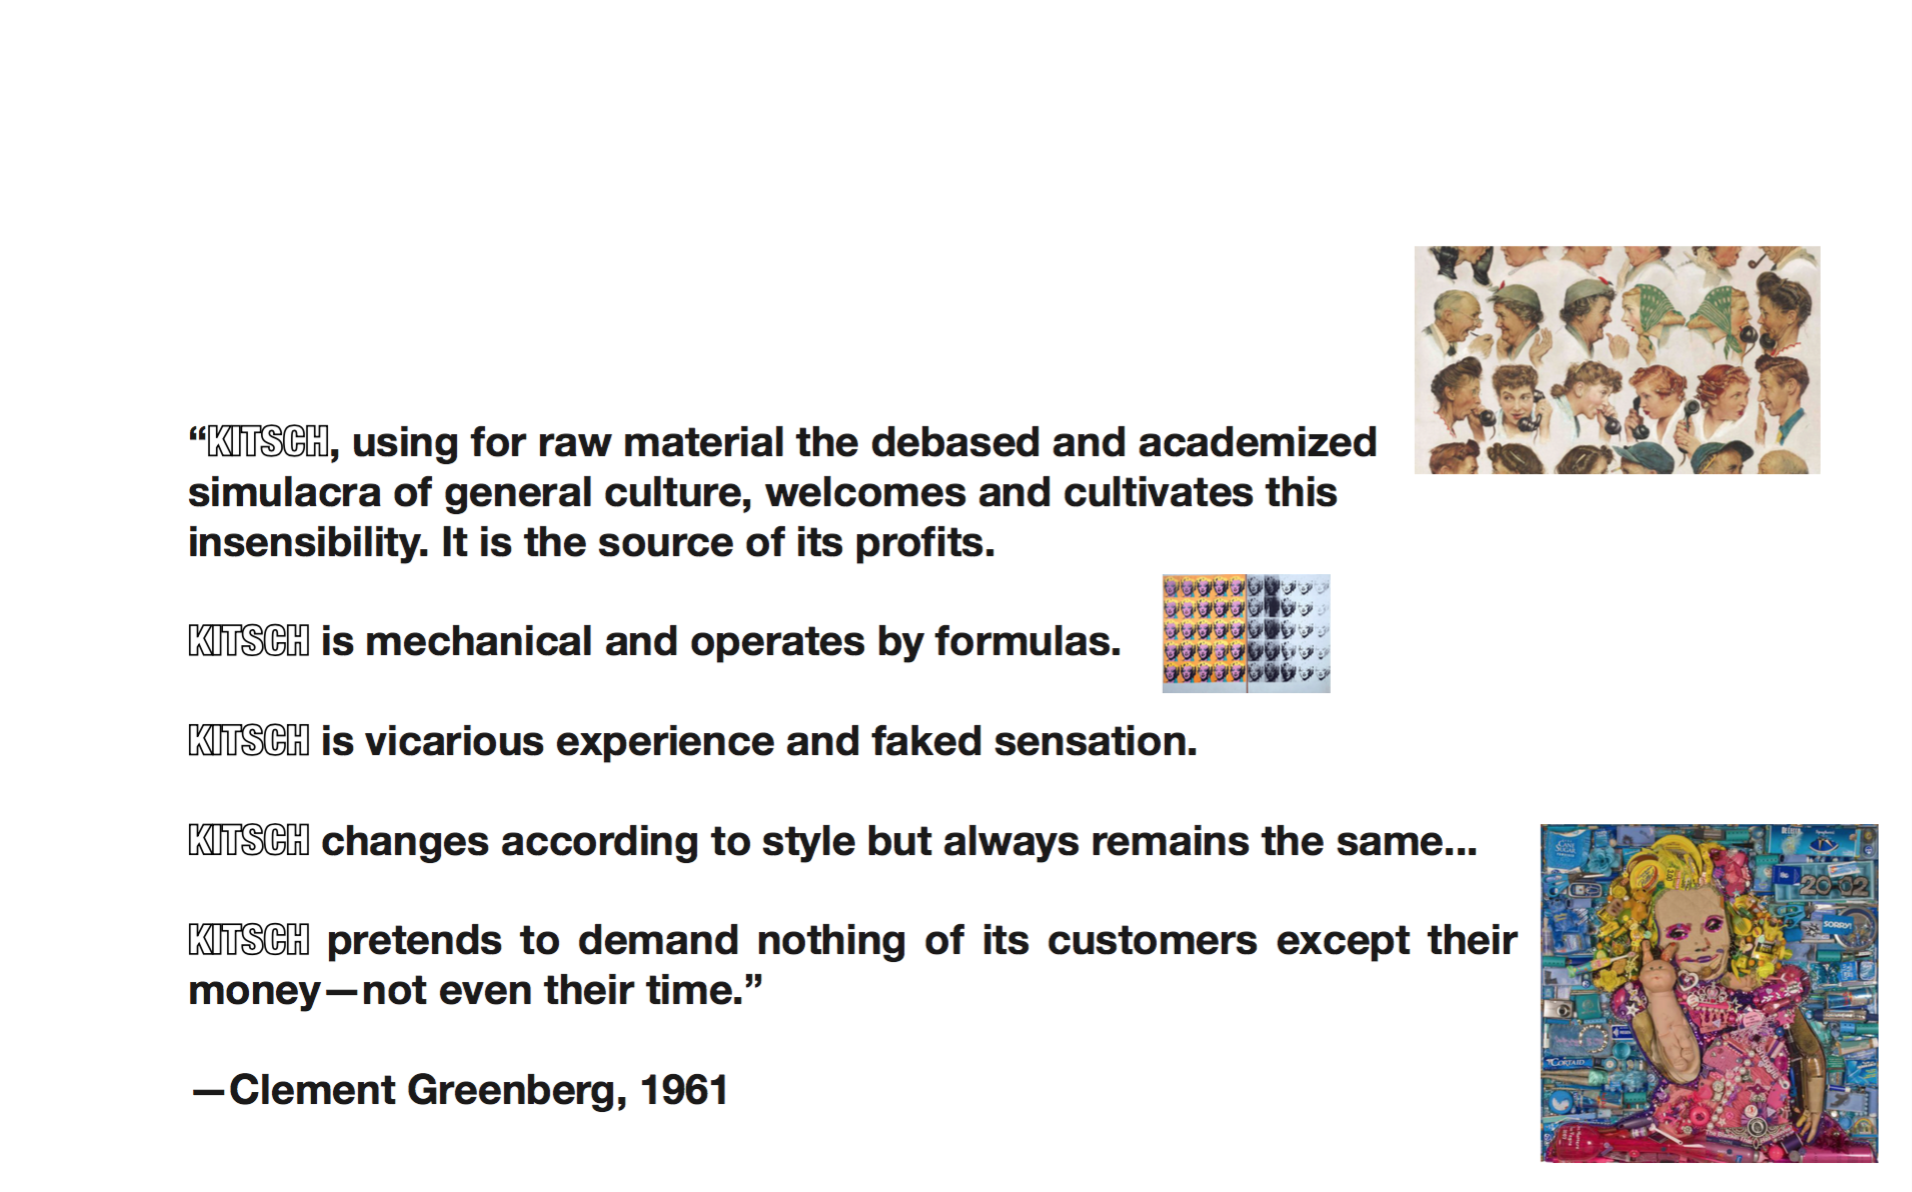 “KITSCH, using for raw material the debased and academized
simulacra of general culture, welcomes and cultivates this
insensibility. It is the source of its profits.
KITSCH is mechanical and operates by formulas.
KITSCH is vicarious experience and faked sensation.
KITSCH changes according to style but always remains the same...
KITSCH pretends to demand nothing of its customers except their
money—not even their time.”
—Clement Greenberg, 1961
2002
SORRY!